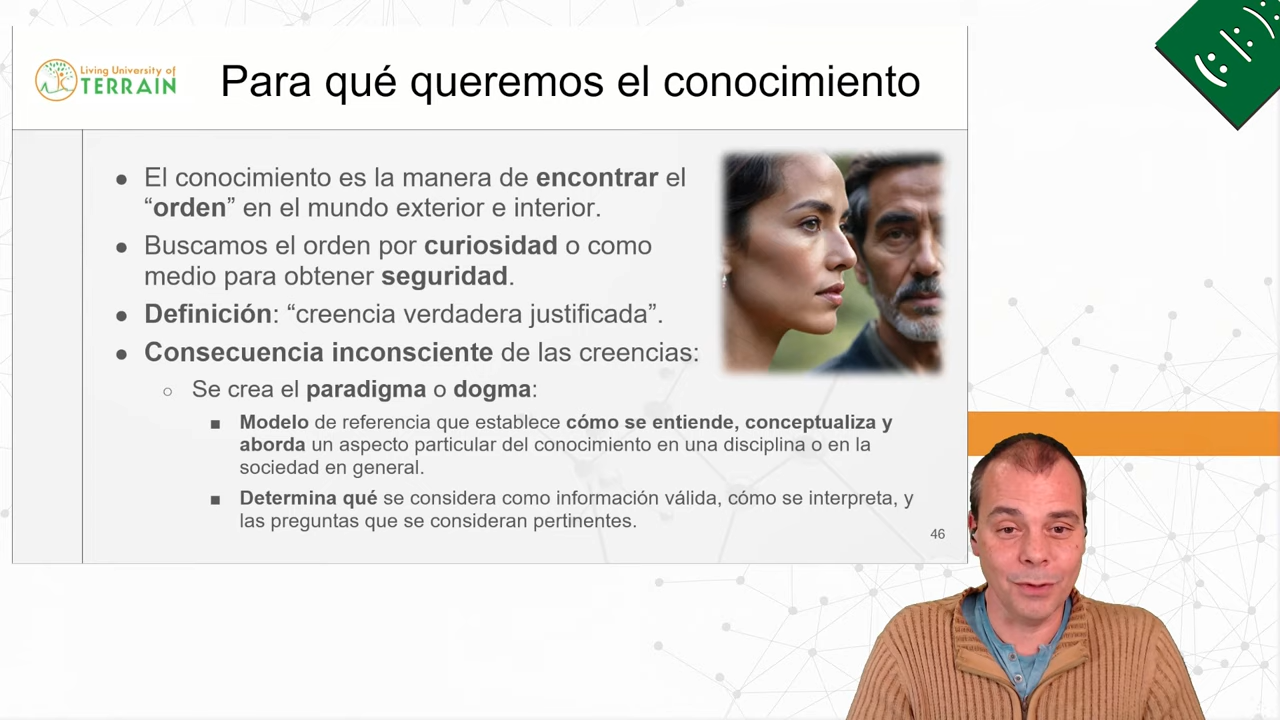 Living University of
TERRAIN
Para qué queremos el conocimiento
● El conocimiento es la manera de encontrar el
“orden” en el mundo exterior e interior.
● Buscamos el orden por curiosidad o como
medio para obtener seguridad.
● Definición: “creencia verdadera justificada”.
● Consecuencia inconsciente de las creencias:
○ Se crea el paradigma o dogma:
■ Modelo de referencia que establece cómo se entiende, conceptualiza y
aborda un aspecto particular del conocimiento en una disciplina o en la
sociedad en general.
■ Determina qué se considera como información válida, cómo se interpreta, y
las preguntas que se consideran pertinentes.
46